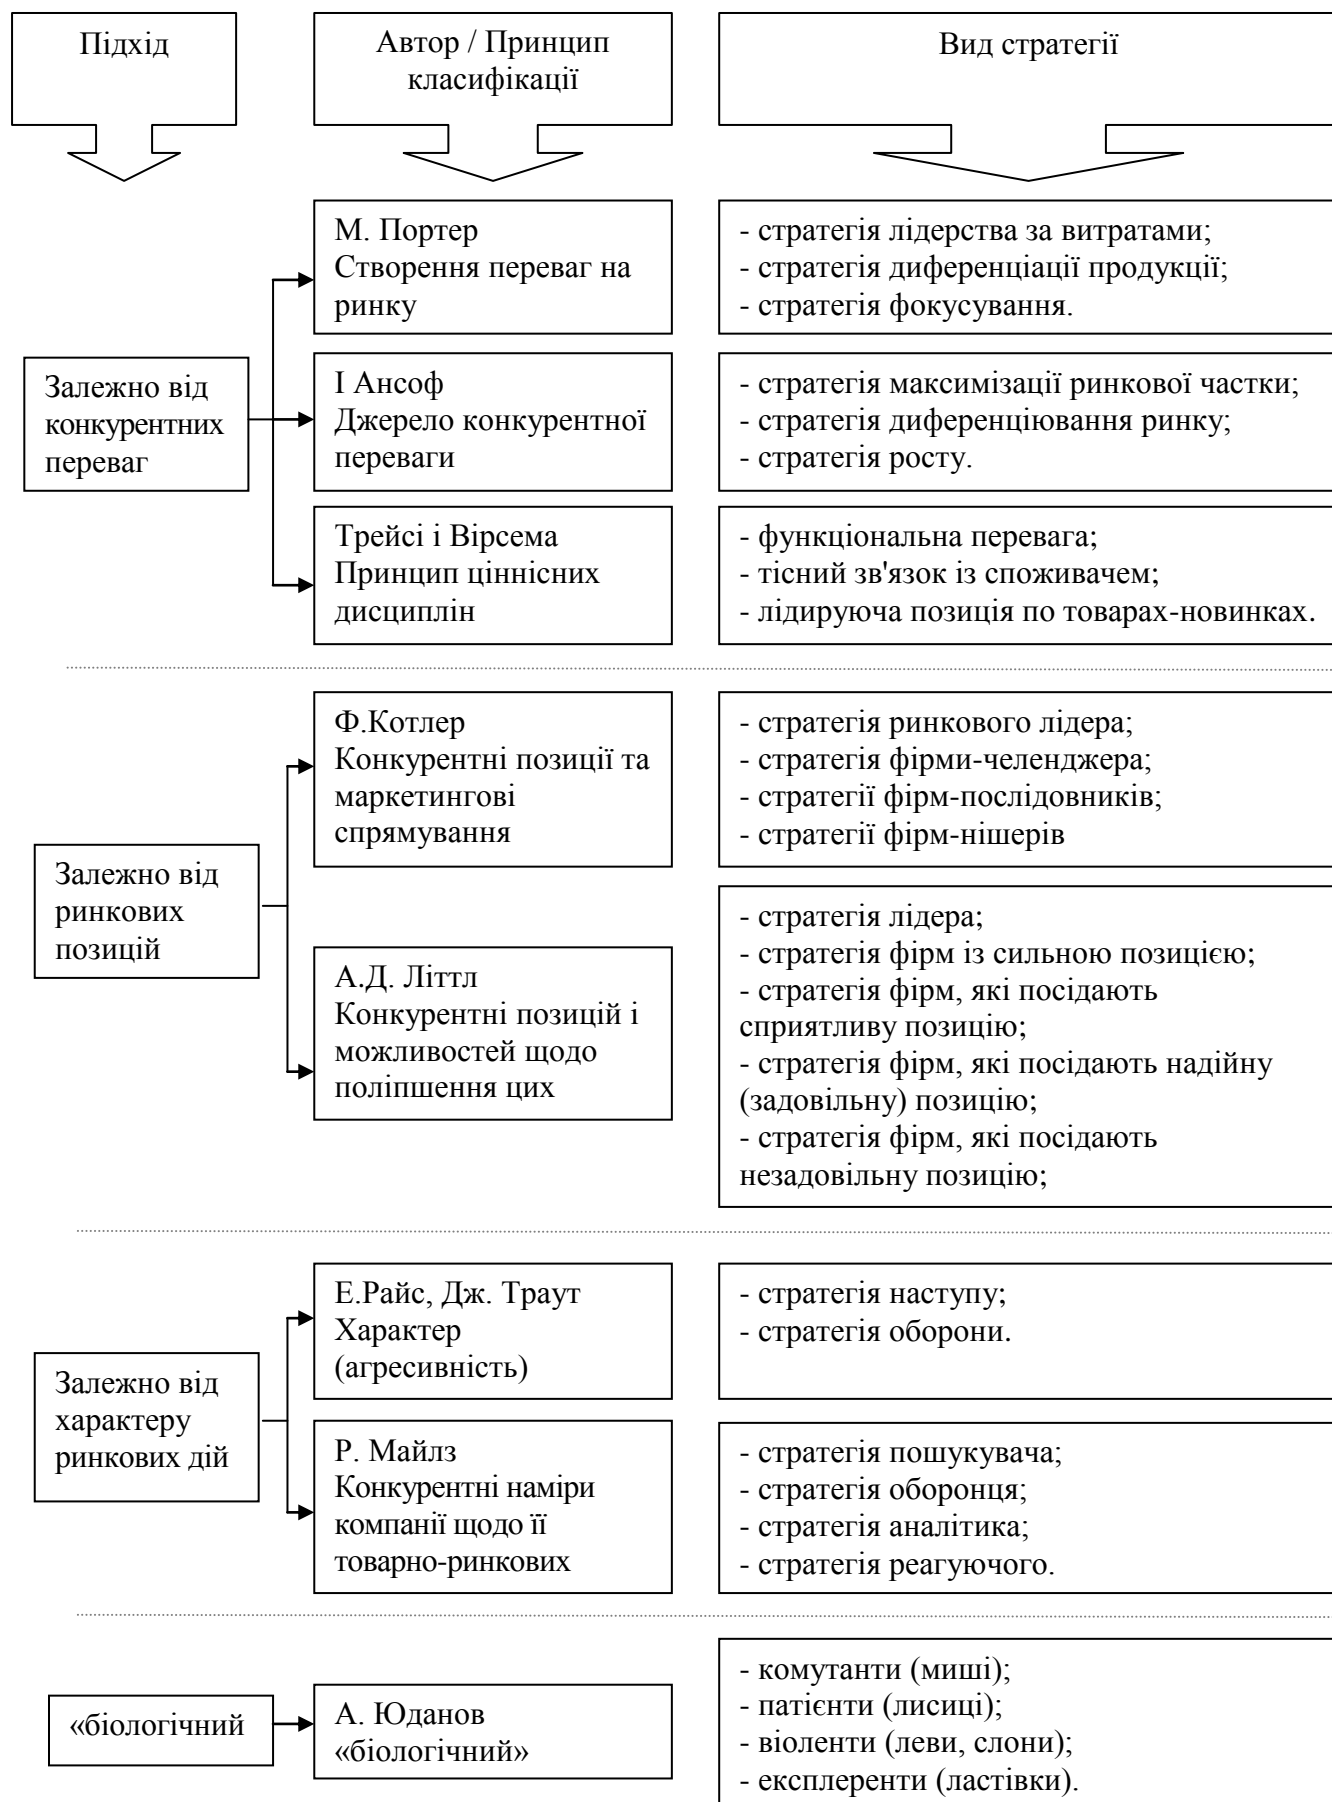 Підхід
Автор / Принцип
класифікації
Вид стратегії
Залежно від
конкурентних
переваг
М. Портер
Створення переваг на
ринку
- стратегія лідерства за витратами;
- стратегія диференціації продукції;
- стратегія фокусування.
І Ансоф
Джерело конкурентної
переваги
- стратегія максимізації ринкової частки;
- стратегія диференціювання ринку;
- стратегія росту.
Трейсі і Вірсема
Принцип ціннісних
дисциплін
- функціональна перевага;
- тісний зв'язок із споживачем;
- лідируюча позиція по товарах-новинках.
Залежно від
ринкових
позицій
Ф.Котлер
Конкурентні позиції та
маркетингові
спрямування
- стратегія ринкового лідера;
- стратегія фірми-челенджера;
- стратегії фірм-послідовників;
- стратегії фірм-нішерів
А.Д. Літтл
Конкурентні позицій і
можливостей щодо
поліпшення цих
- стратегія лідера;
- стратегія фірм із сильною позицією;
- стратегія фірм, які посідають
сприятливу позицію;
- стратегія фірм, які посідають надійну
(задовільну) позицію;
- стратегія фірм, які посідають
незадовільну позицію;
Залежно від
характеру
ринкових дій
Е.Райс, Дж. Траут
Характер
(агресивність)
- стратегія наступу;
- стратегія оборони.
Р. Майлз
Конкурентні наміри
компанії щодо її
товарно-ринкових
- стратегія пошукувача;
- стратегія оборонця;
- стратегія аналітика;
- стратегія реагуючого.
«біологічний
А. Юданов
«біологічний»
- комутанти (миші);
- патієнти (лисиці);
- віоленти (леви, слони);
- експлеренти (ластівки).